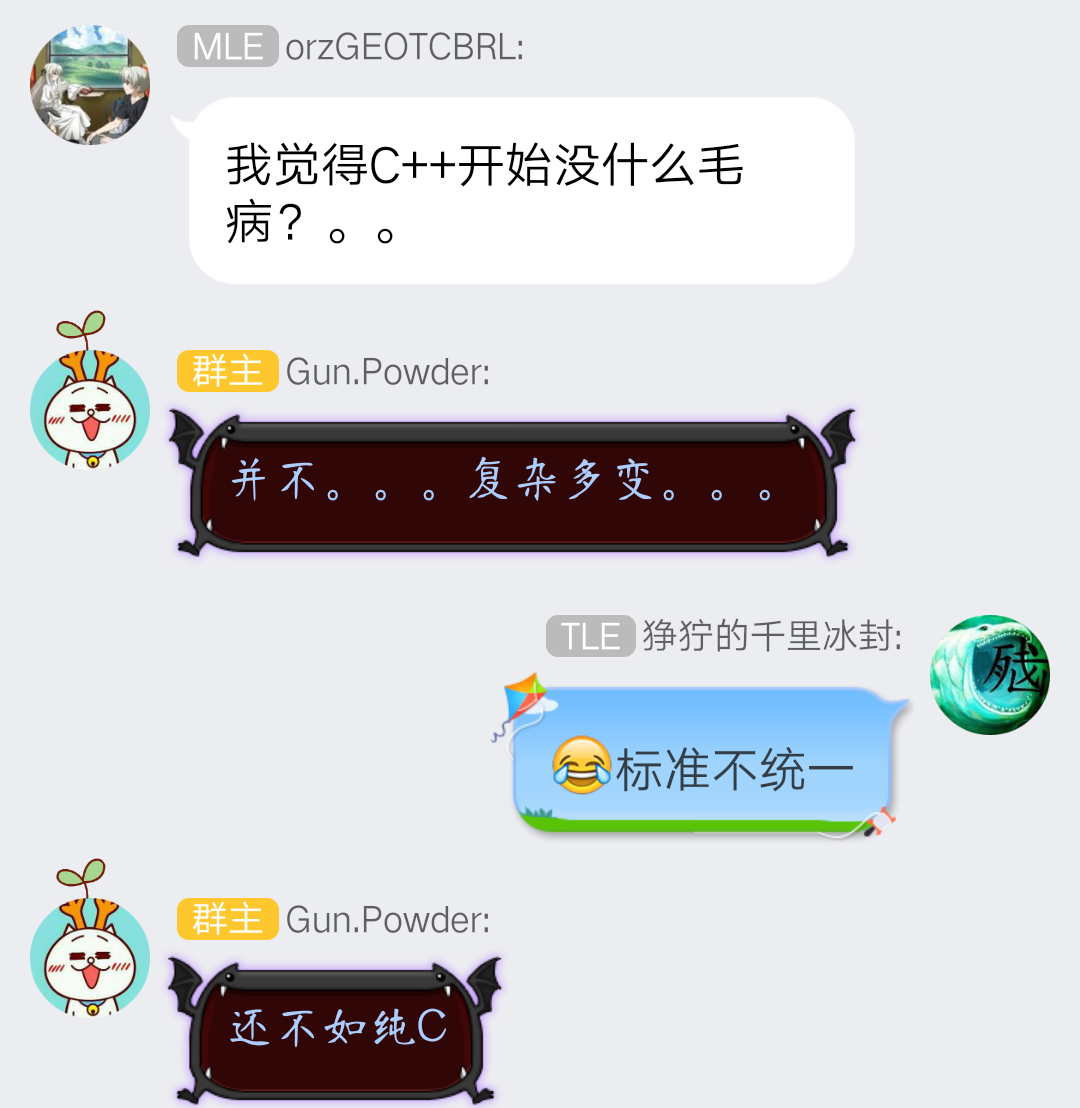 MLE orzGEOTCBRL:
我觉得C++开始没什么毛
病？。。
群主 Gun.Powder:
并不。。。复杂多变。。。
TLE 狰狞的千里冰封:
残
😂标准不统一
群主 Gun.Powder:
还不如纯C